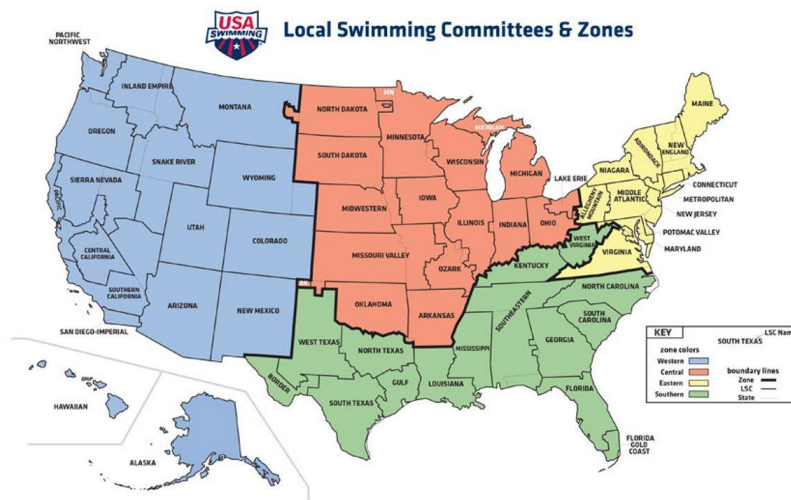 USA
SWIMMING
Local Swimming Committees & Zones
PACIFIC
NORTHWEST
INLAND EMPIRE
MONTANA
OREGON
SNAKE RIVER
WYOMING
SIERRA NEVADA
UTAH
COLORADO
CENTRAL
CALIFORNIA
SOUTHERN
CALIFORNIA
ARIZONA
NEW MEXICO
SAN DIEGO-IMPERIAL
HAWAIIAN
ALASKA
NORTH DAKOTA
MN
MINNESOTA
SOUTH DAKOTA
WISCONSIN
MICHIGAN
MICHIGAN
LAKE ERIE
MIDWESTERN
IOWA
ILLINOIS
INDIANA
OHIO
MISSOURI VALLEY
OZARK
OKLAHOMA
ARKANSAS
MAINE
ADIRONDACK
NEW
ENGLAND
NIAGARA
CONNECTICUT
METROPOLITAN
NEW JERSEY
POTOMAC VALLEY
MARYLAND
ALLEGHENY
MOUNTAIN
MIDDLE
ATLANTIC
VIRGINIA
WEST
VIRGINIA
KENTUCKY
NORTH CAROLINA
SOUTH
CAROLINA
SOUTHEASTERN
GEORGIA
MISSISSIPPI
WEST TEXAS
NORTH TEXAS
BORDER
SOUTH TEXAS
GULF
LOUISIANA
FLORIDA
FLORIDA
GOLD
COAST
KEY
SOUTH TEXAS
LSC Nam
zone colors
Western
Central
Eastern
Southern
boundary lines
Zone
LSC
State